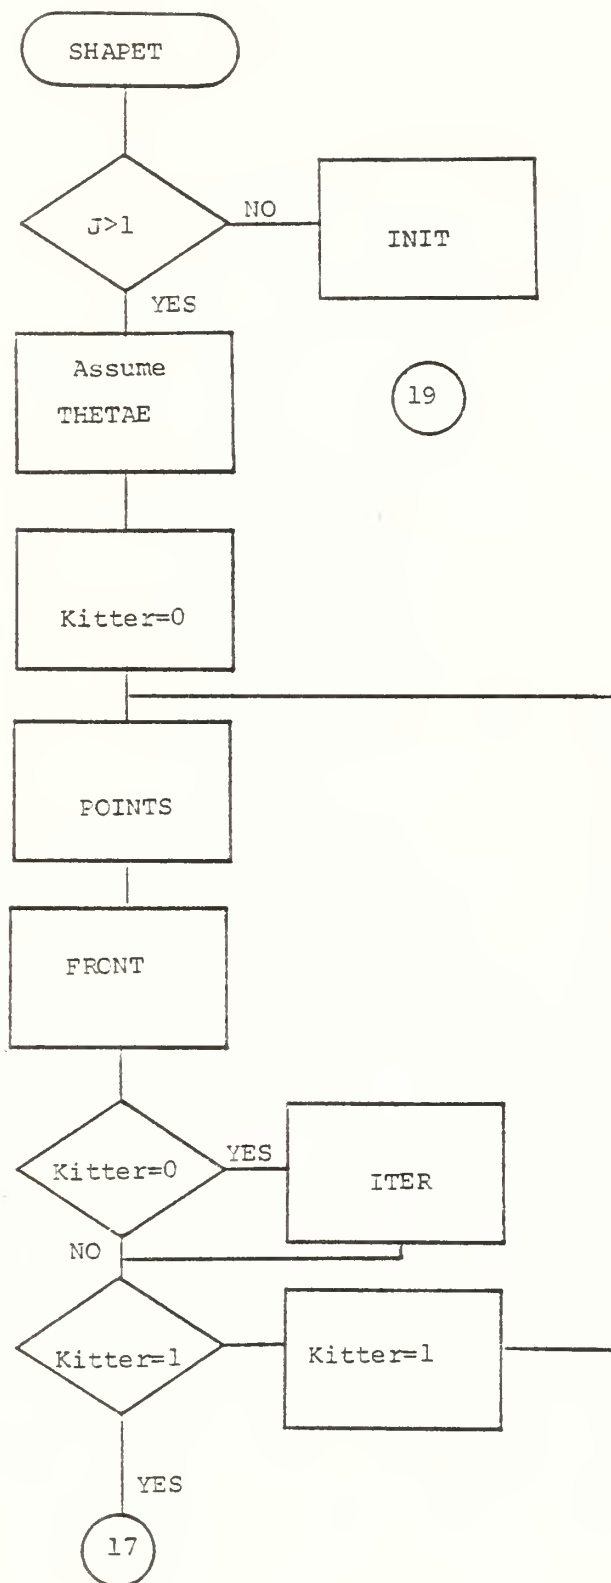 SHAPET
J>1
NO
INIT
YES
Assume
THETAE
19
Kitter=0
POINTS
FRONT
Kitter=0
YES
ITER
NO
Kitter=1
Kitter=1
YES
17